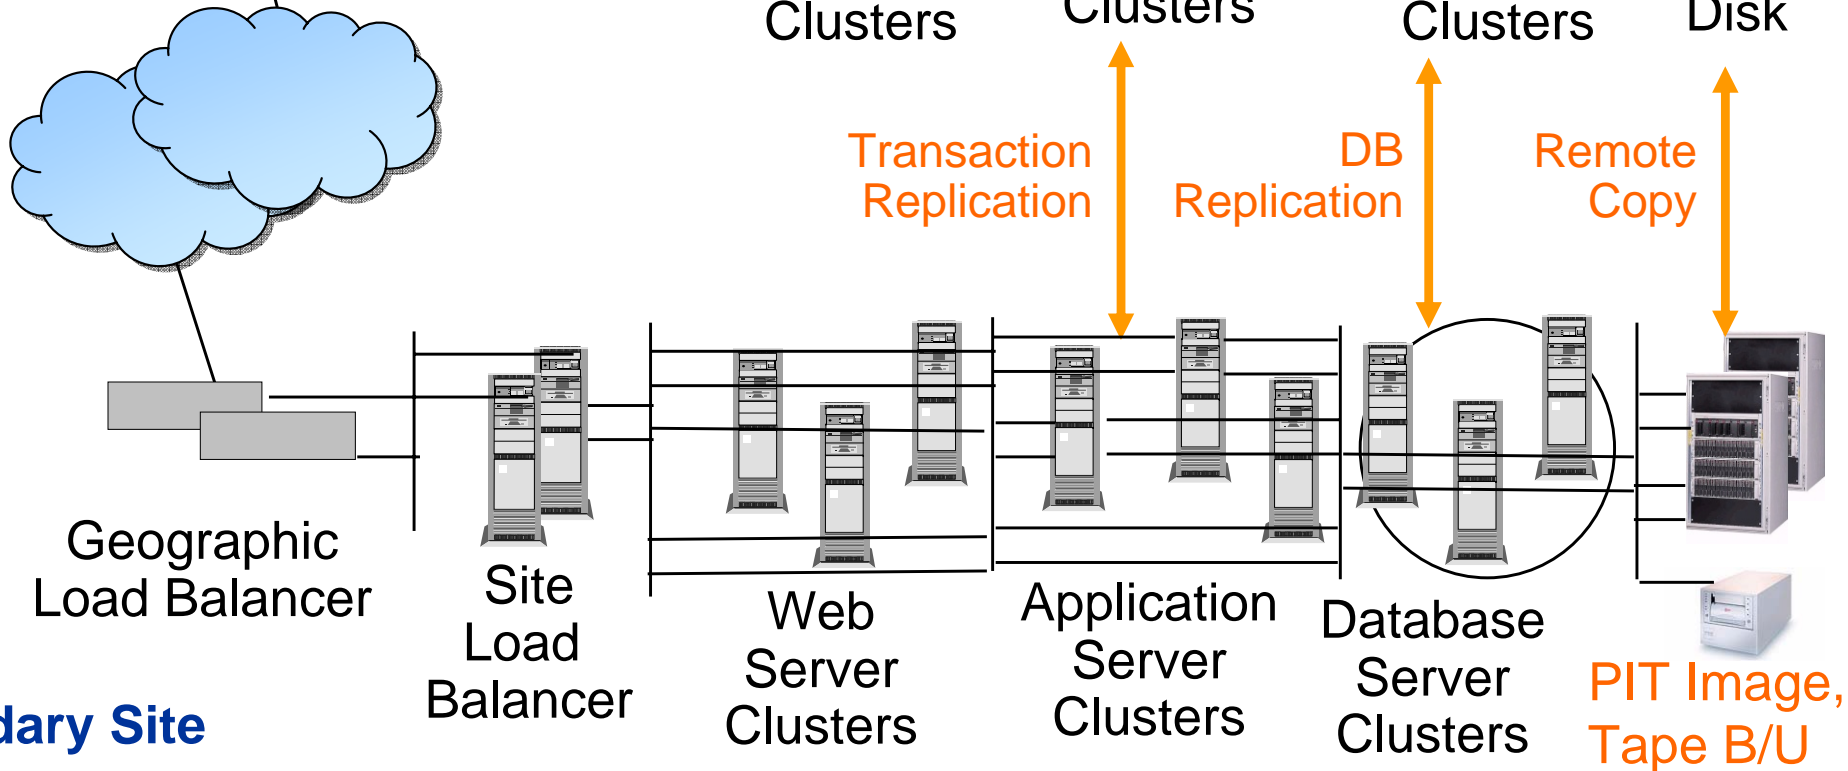 Clusters
Clusters
Clusters
Disk
Transaction
Replication
DB
Replication
Remote
Copy
Geographic
Load Balancer
Site
Load
Balancer
Web
Server
Clusters
Application
Server
Clusters
Database
Server
Clusters
PIT Image,
Tape B/U
dary Site